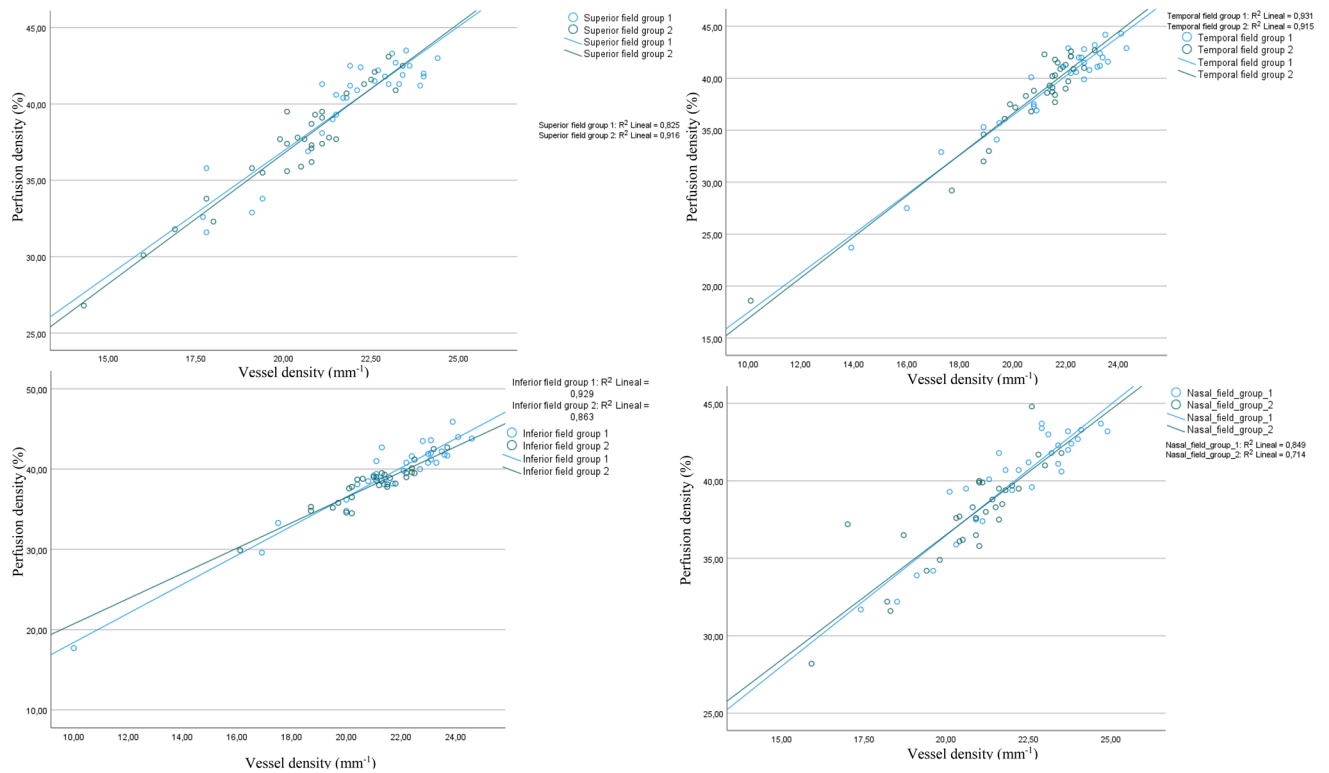 45,00
40,00
35,00
30,00
25,00
Perfusion density (%)
15,00 17,50 20,00 22,50 25,00
Vessel density (mm-1)
Superior field group 1
Superior field group 2
Superior field group 1
Superior field group 2
Superior field group 1: R2 Lineal = 0,825
Superior field group 2: R2 Lineal = 0,916
45,00
40,00
35,00
30,00
25,00
20,00
15,00
Perfusion density (%)
10,00 12,00 14,00 16,00 18,00 20,00 22,00 24,00
Vessel density (mm-1)
Temporal field group 1: R2 Lineal = 0,931
Temporal field group 2: R2 Lineal = 0,915
Temporal field group 1
Temporal field group 2
Temporal field group 1
Temporal field group 2
50,00
40,00
30,00
20,00
10,00
Perfusion density (%)
10,00 12,00 14,00 16,00 18,00 20,00 22,00 24,00
Vessel density (mm-1)
Inferior field group 1: R2 Lineal =
0,929
Inferior field group 2: R2 Lineal =
0,863
Inferior field group 1
Inferior field group 2
Inferior field group 1
Inferior field group 2
45,00
40,00
35,00
30,00
25,00
Perfusion density (%)
15,00 17,50 20,00 22,50 25,00
Vessel density (mm-1)
Nasal_field_group_1
Nasal_field_group_2
Nasal_field_group_1
Nasal_field_group_2
Nasal_field_group_1: R2 Lineal = 0,849
Nasal_field_group_2: R2 Lineal = 0,714